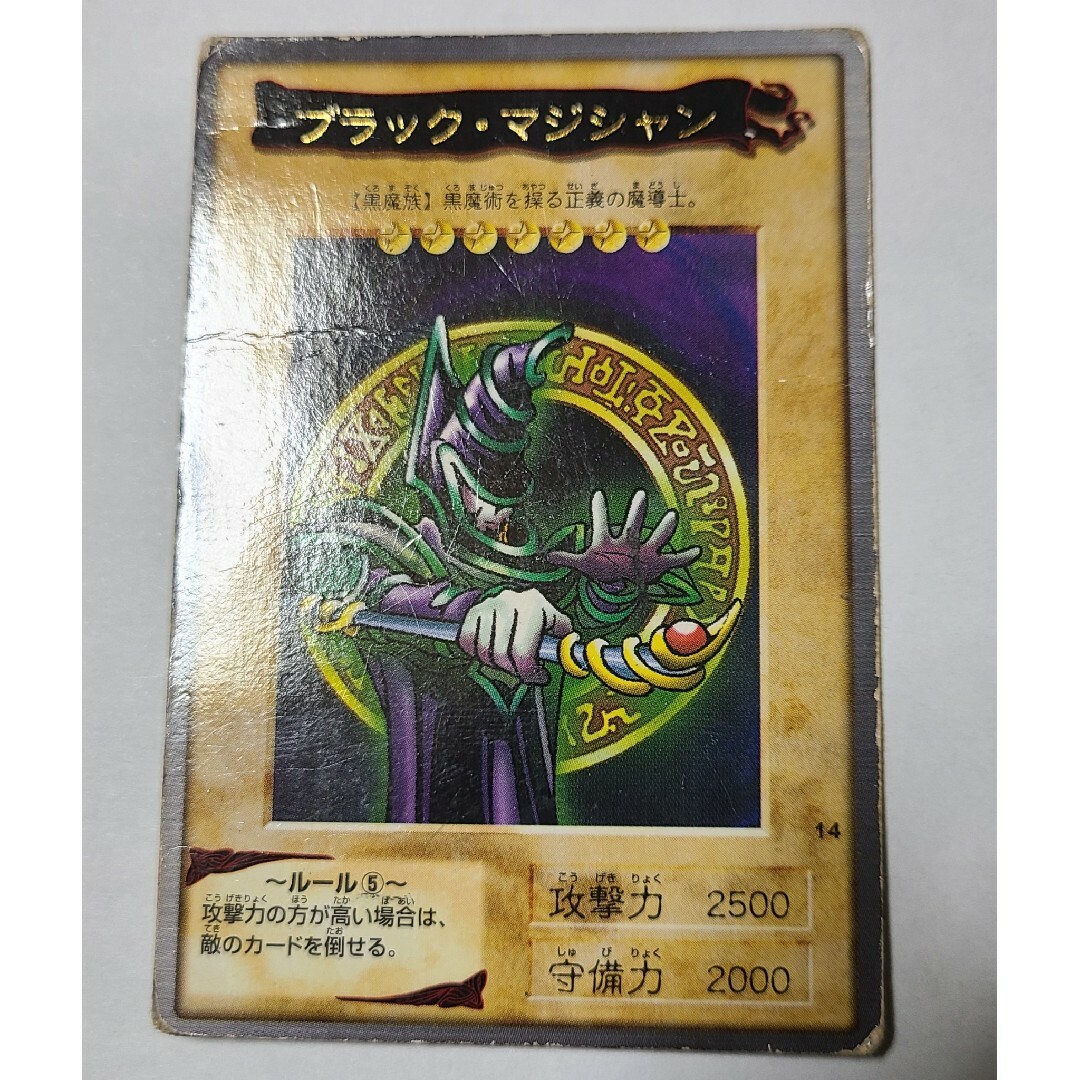 ブラック・マジシャン
【黒魔族】黒魔術を操る正義の魔導士。
14
～ルール⑤～
攻撃力の方が高い場合は、
敵のカードを倒せる。
攻撃力 2500
守備力 2000